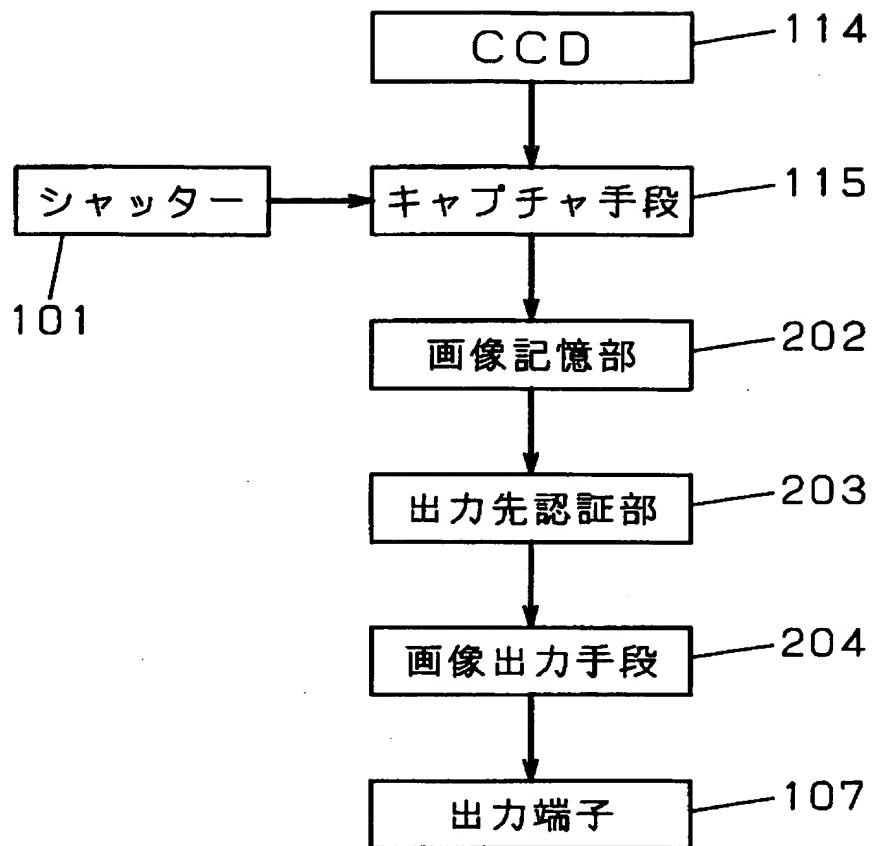 CCD
114
シャッター
キャプチャ手段
115
101
画像記憶部
202
出力先認証部
203
画像出力手段
204
出力端子
107